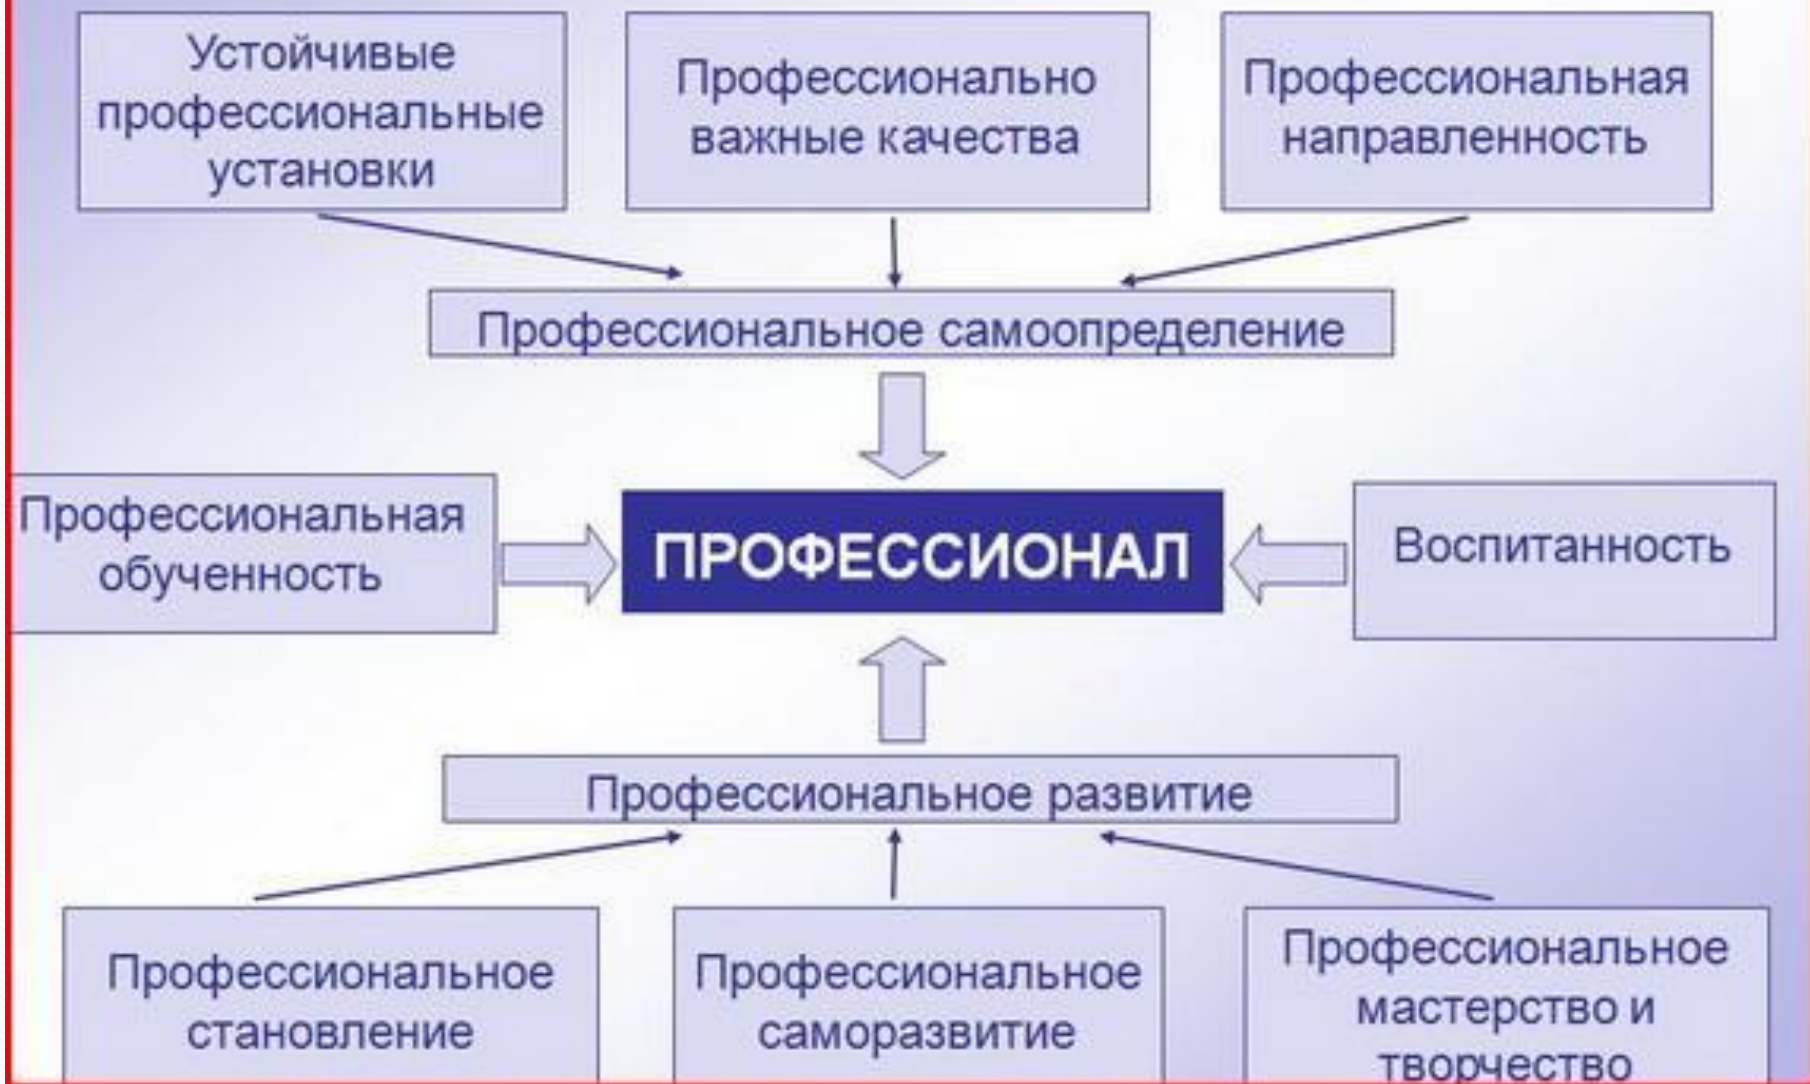 Устойчивые
профессиональные
установки
Профессионально
важные качества
Профессиональная
направленность
Профессиональное самоопределение
Профессиональная
обученность
ПРОФЕССИОНАЛ
Воспитанность
Профессиональное развитие
Профессиональное
становление
Профессиональное
саморазвитие
Профессиональное
мастерство и
творчество